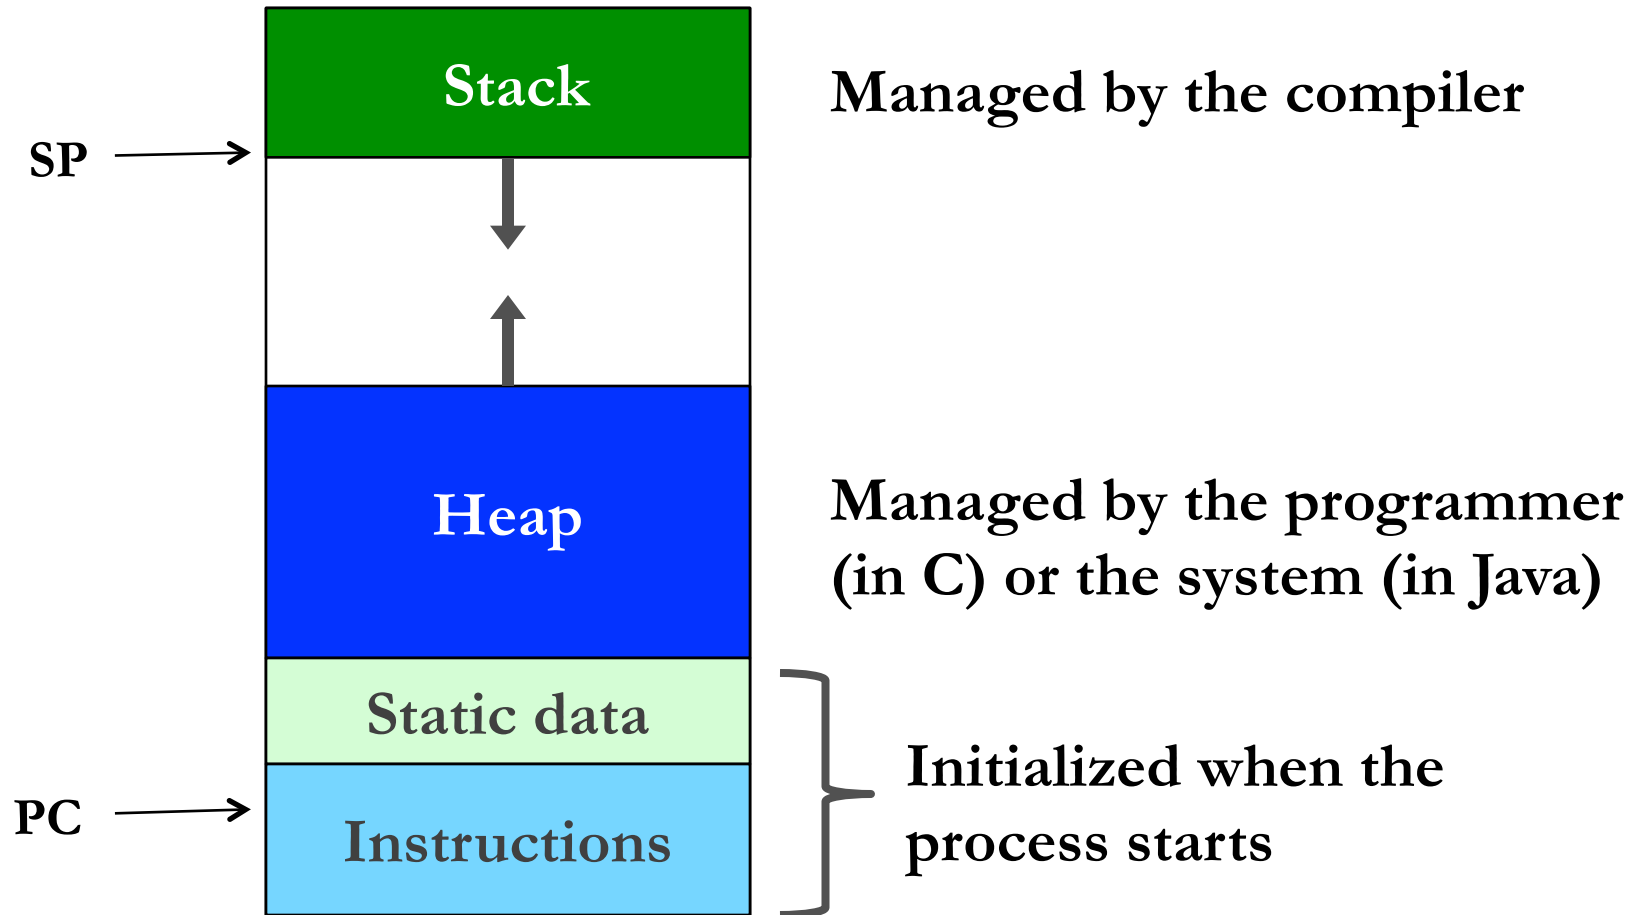 Stack
Managed by the compiler
SP
Heap
Managed by the programmer
(in C) or the system (in Java)
Static data
Initialized when the
process starts
PC
Instructions